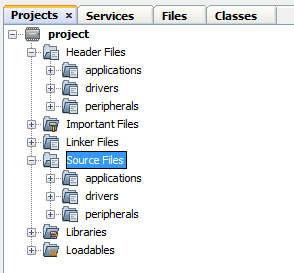 Projects × Services Files Classes
project
Header Files
applications
drivers
peripherals
Important Files
Linker Files
Source Files
applications
drivers
peripherals
Libraries
Loadables